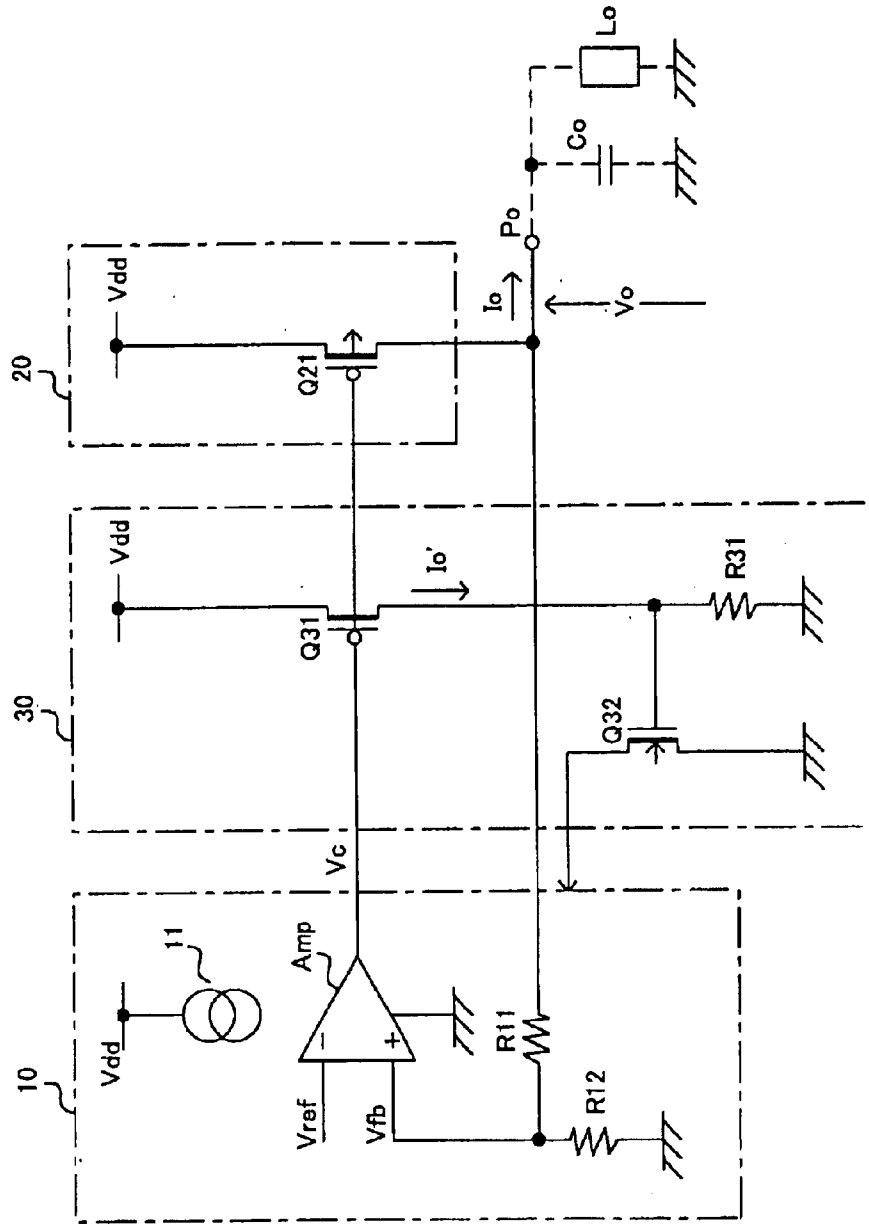 10
Vdd
11
Amp
Vref
Vfb
−
+
Vc
R11
R12
30
Vdd
Q31
Io'
Q32
R31
20
Vdd
Q21
Io
Vo
Po
Co
Lo